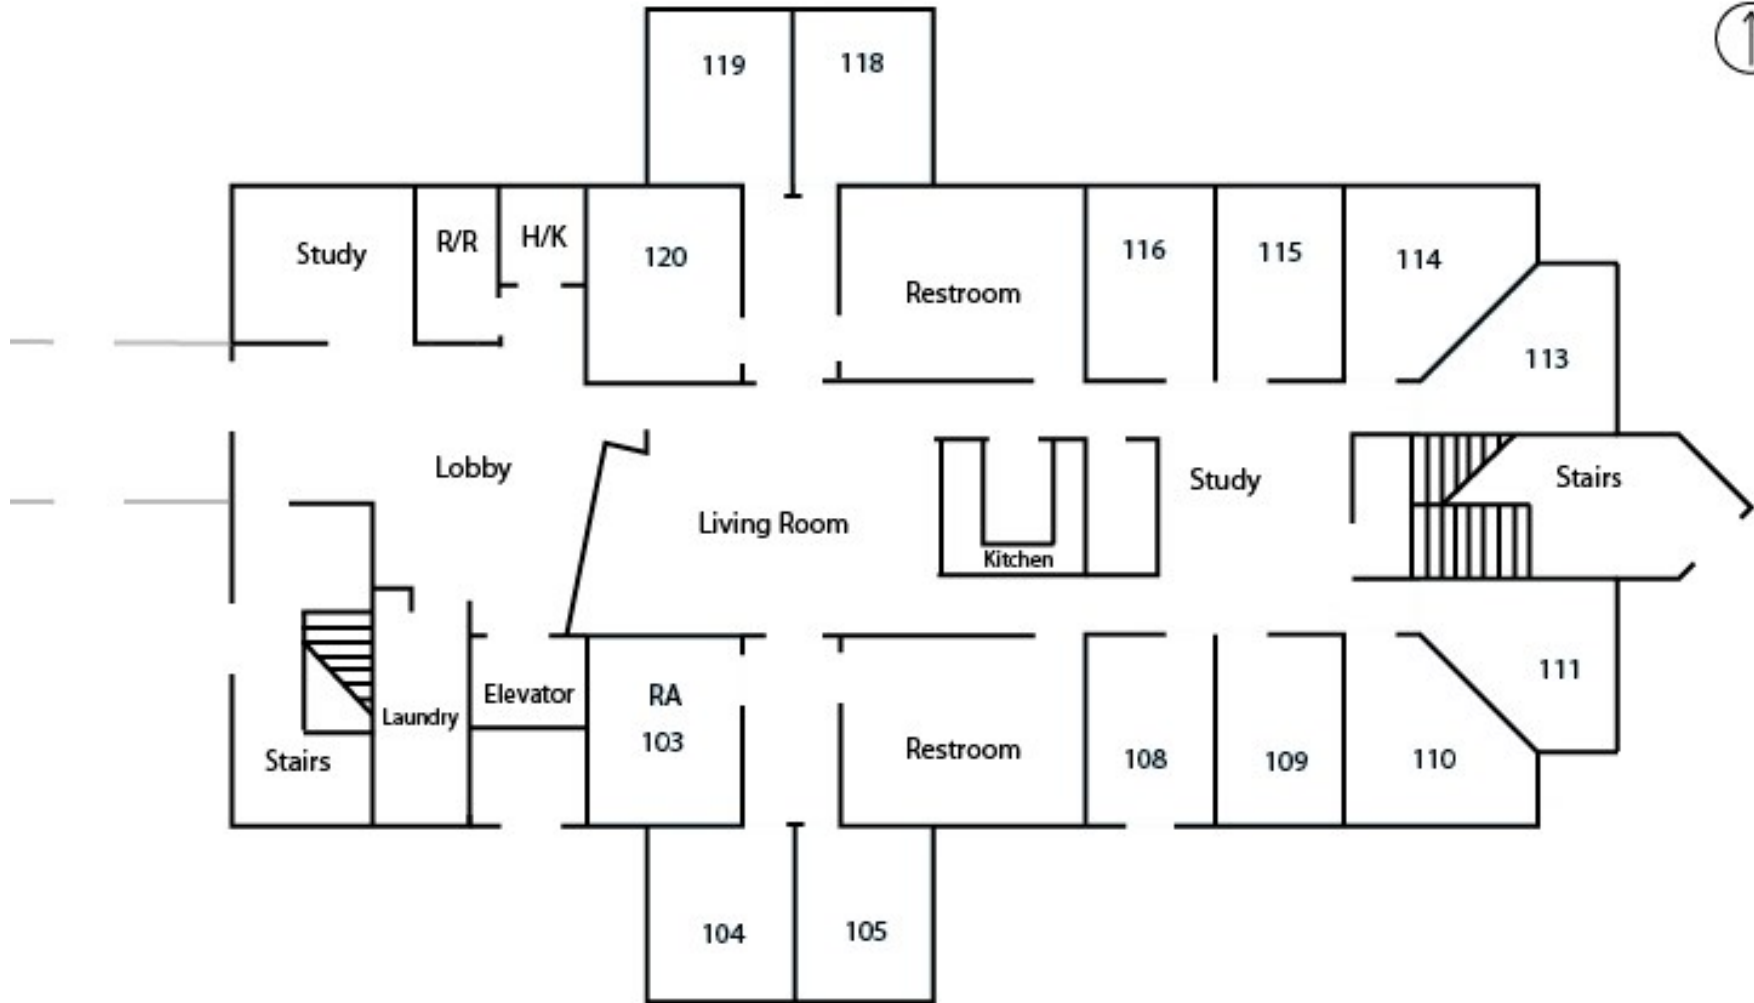 119
118
Study
R/R
H/K
120
Restroom
116
115
114
113
Lobby
Living Room
Kitchen
Study
Stairs
Stairs
Laundry
Elevator
RA
103
Restroom
108
109
110
111
104
105